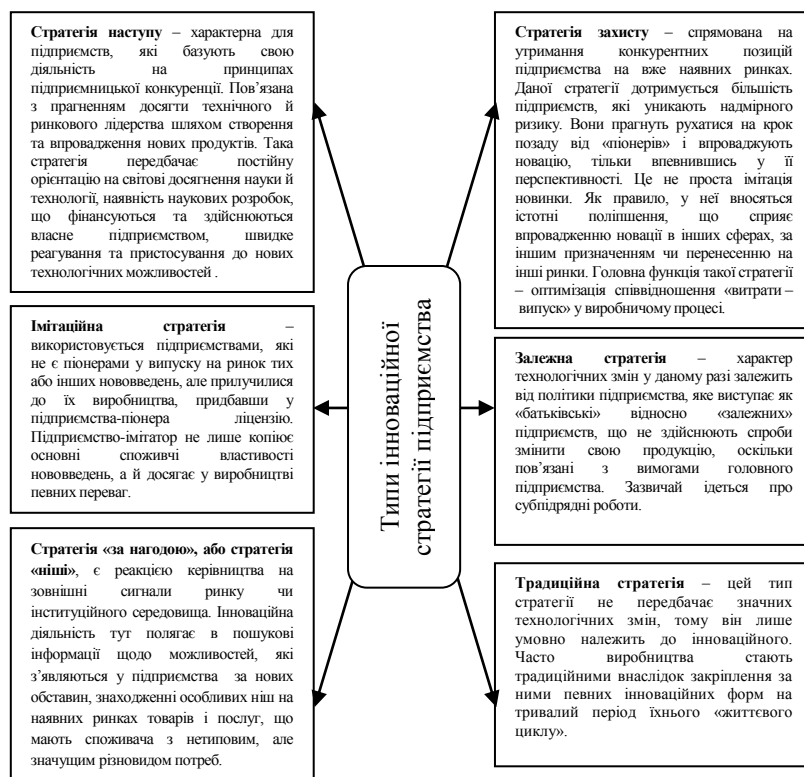 Стратегія наступу – характерна для
підприємств, які базують свою
діяльність на принципах
підприємницької конкуренції. Пов’язана
з прагненням досягти технічного й
ринкового лідерства шляхом створення
та впровадження нових продуктів. Така
стратегія передбачає постійну
орієнтацію на світові досягнення науки й
технології, наявність наукових розробок,
що фінансуються та здійснюються
власне підприємством, швидке
реагування та пристосування до нових
технологічних можливостей .
Імітаційна стратегія –
використовується підприємствами, які
не є піонерами у випуску на ринок тих
або інших нововведень, але прилучилися
до їх виробництва, придбавши у
підприємства-піонера ліцензію.
Підприємство-імітатор не лише копіює
основні споживчі властивості
нововведень, а й досягає у виробництві
певних переваг.
Стратегія «за нагодою», або стратегія
«ніші», є реакцією керівництва на
зовнішні сигнали ринку чи
інституційного середовища. Інноваційна
діяльність тут полягає в пошукові
інформації щодо можливостей, які
з’являються у підприємства за нових
обставин, знаходженні особливих ніш на
наявних ринках товарів і послуг, що
мають споживача з нетиповим, але
значущим різновидом потреб.
Типи інноваційної
стратегії підприємства
Стратегія захисту – спрямована на
утримання конкурентних позицій
підприємства на вже наявних ринках.
Даної стратегії дотримується більшість
підприємств, які уникають надмірного
ризику. Вони прагнуть рухатися на крок
позаду від «піонерів» і впроваджують
новацію, тільки впевнившись у її
перспективності. Це не проста імітація
новинки. Як правило, у неї вносяться
істотні поліпшення, що сприяє
впровадженню новації в інших сферах, за
іншим призначенням чи перенесенню на
інші ринки. Головна функція такої стратегії
– оптимізація співвідношення «витрати –
випуск» у виробничому процесі.
Залежна стратегія – характер
технологічних змін у даному разі залежить
від політики підприємства, яке виступає як
«батьківські» відносно «залежних»
підприємств, що не здійснюють спроби
змінити свою продукцію, оскільки
пов’язані з вимогами головного
підприємства. Зазвичай ідеться про
субпідрядні роботи.
Традиційна стратегія – цей тип
стратегії не передбачає значних
технологічних змін, тому він лише
умовно належить до інноваційного.
Часто виробництва стають
традиційними внаслідок закріплення за
ними певних інноваційних форм на
тривалий період їхнього «життєвого
циклу».